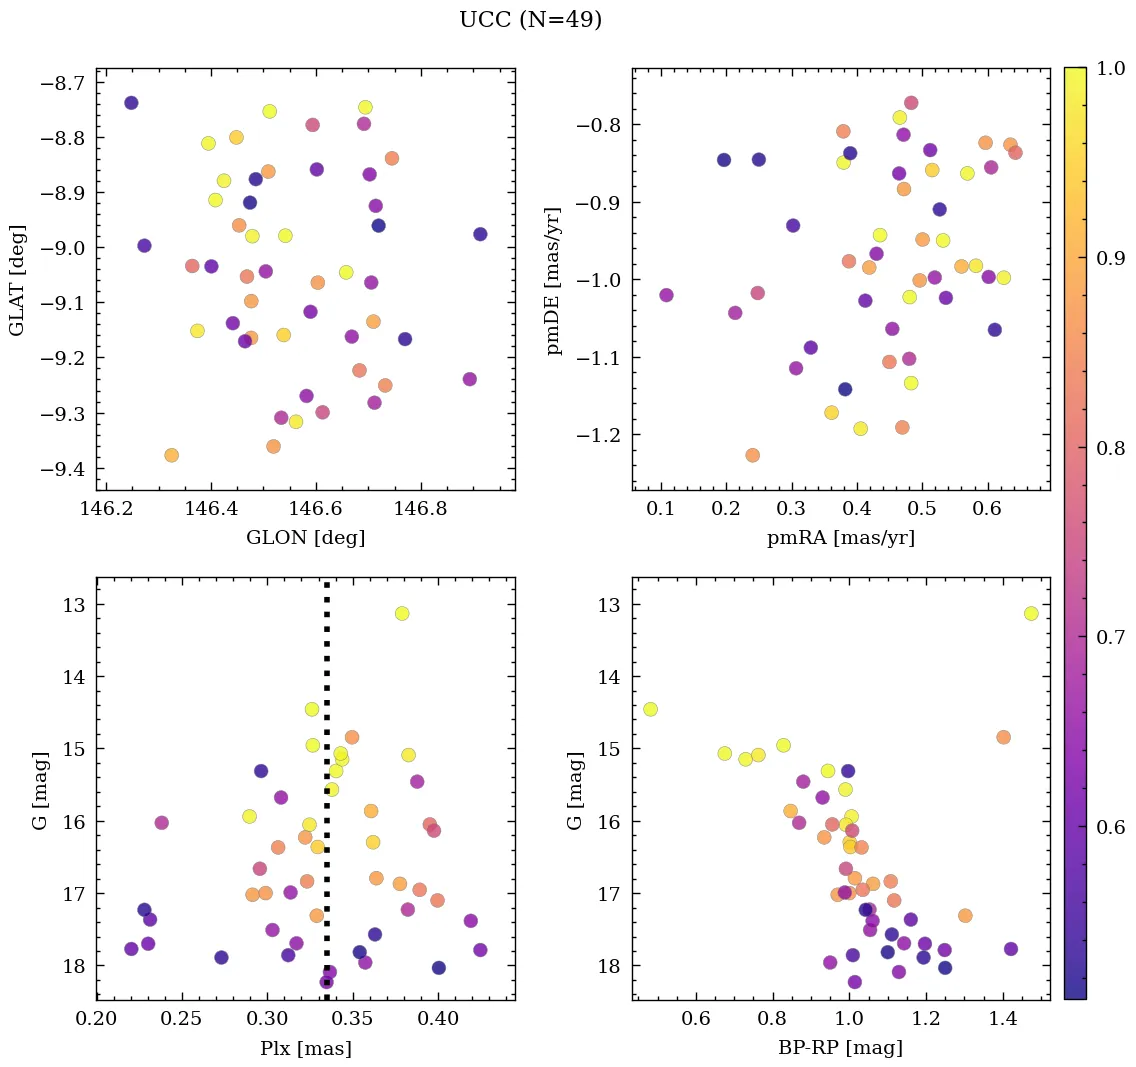 UCC (N=49)
−8.7
−8.8
−8.9
−9.0
−9.1
−9.2
−9.3
−9.4
GLAT [deg]
146.2 146.4 146.6 146.8
GLON [deg]
−0.8
−0.9
−1.0
−1.1
−1.2
pmDE [mas/yr]
0.1 0.2 0.3 0.4 0.5 0.6
pmRA [mas/yr]
1.0
0.9
0.8
0.7
0.6
13
14
15
16
17
18
G [mag]
0.20 0.25 0.30 0.35 0.40
Plx [mas]
13
14
15
16
17
18
G [mag]
0.6 0.8 1.0 1.2 1.4
BP-RP [mag]